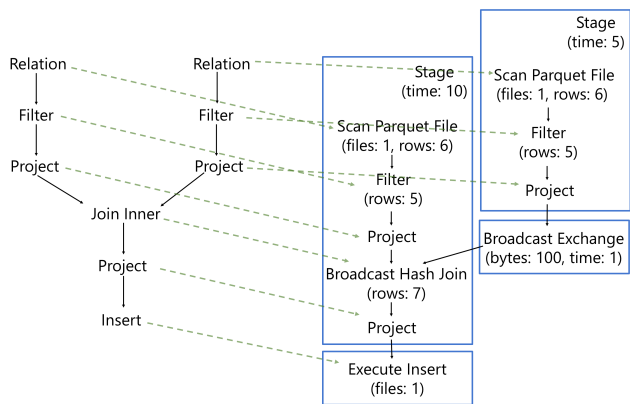 Relation
Filter
Project
Relation
Filter
Project
Join Inner
Project
Insert
Stage
(time: 10)
Scan Parquet File
(files: 1, rows: 6)
Filter
(rows: 5)
Project
Broadcast Hash Join
(rows: 7)
Project
Execute Insert
(files: 1)
Stage
(time: 5)
Scan Parquet File
(files: 1, rows: 6)
Filter
(rows: 5)
Project
Broadcast Exchange
(bytes: 100, time: 1)